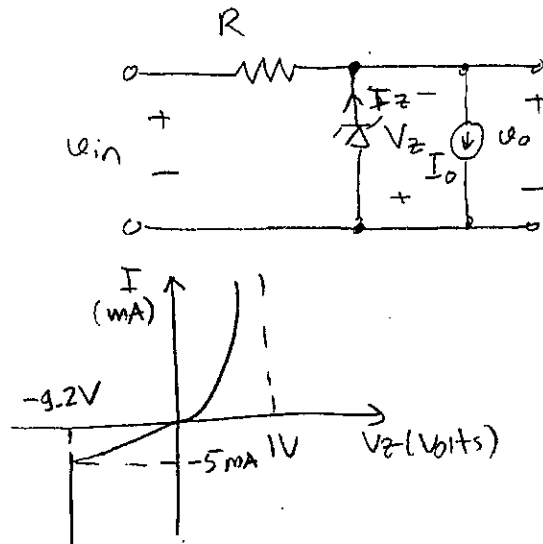 R
+
Iz -
+
vin
Vz
Io
vo
-
+
-
I
(mA)
-9.2V
-5mA
1V
Vz (Volts)